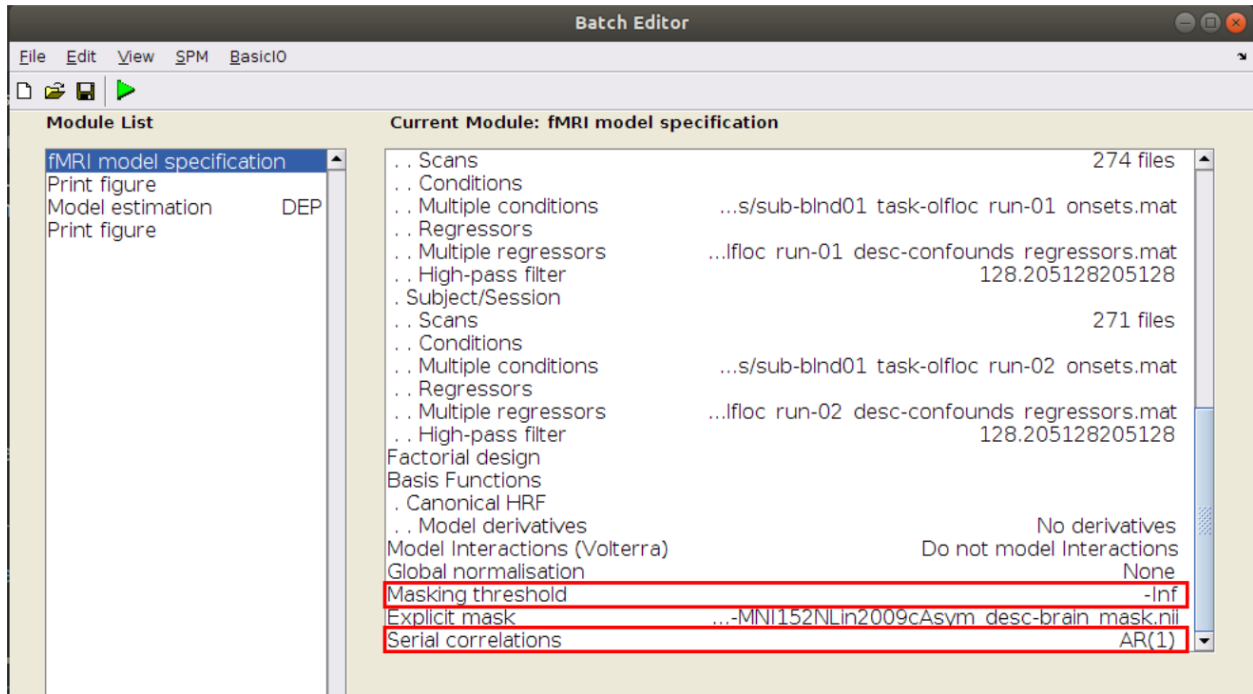 Batch Editor
File Edit View SPM BasicIO
Module List
fMRI model specification
Print figure
Model estimation DEP
Print figure
Current Module: fMRI model specification
. . Scans 274 files
. . Conditions
. . Multiple conditions ...s/sub-blnd01 task-olfloc run-01 onsets.mat
. . Regressors
. . Multiple regressors ...lfloc run-01 desc-confounds regressors.mat
. . High-pass filter 128.205128205128
. Subject/Session
. . Scans 271 files
. . Conditions
. . Multiple conditions ...s/sub-blnd01 task-olfloc run-02 onsets.mat
. . Regressors
. . Multiple regressors ...lfloc run-02 desc-confounds regressors.mat
. . High-pass filter 128.205128205128
Factorial design
Basis Functions
. Canonical HRF
. . Model derivatives No derivatives
Model Interactions (Volterra) Do not model Interactions
Global normalisation None
Masking threshold -Inf
Explicit mask ...-MNI152NLin2009cAsym desc-brain mask.nii
Serial correlations AR(1)